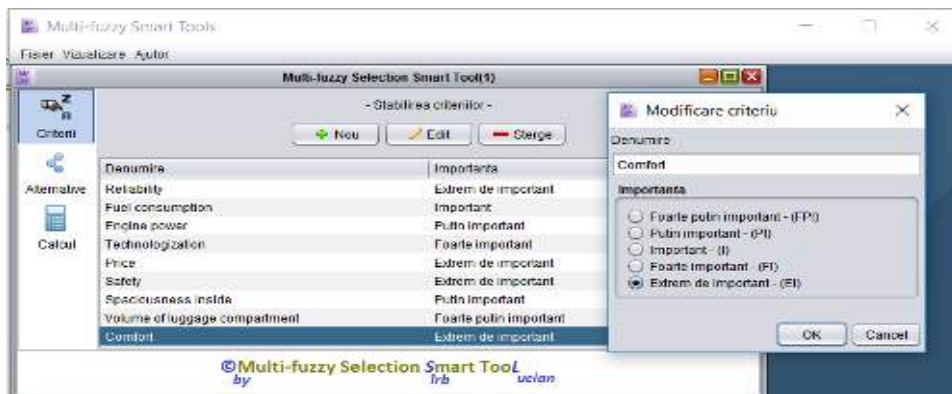 Multi-fuzzy Smart Tools
Fisier Vizualizare Ajutor
Multi-fuzzy Selection Smart Tool(1)
Criterii
Alternative
Calcul
- Stabilirea criteriilor -
Nou Edit Sterge
Denumire Importanta
Reliability Extrem de important
Fuel consumption Important
Engine power Putin important
Technologization Foarte important
Price Extrem de important
Safety Extrem de important
Spaciousness inside Putin important
Volume of luggage compartment Foarte putin important
Comfort Extrem de important
©Multi-fuzzy Selection Smart TooL
by Irb ucian
Modificare criteriu
Denumire
Comfort
Importanta
Foarte putin important - (FPI)
Putin important - (PI)
Important - (I)
Foarte important - (FI)
Extrem de important - (EI)
OK Cancel